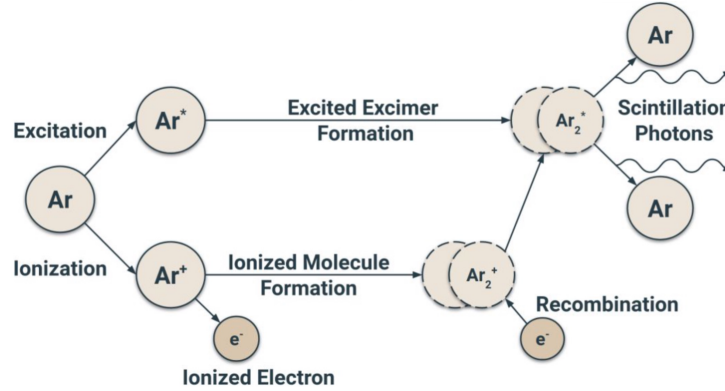 Ar
Excitation
Ar*
Excited Excimer
Formation
Ar₂*
Scintillation
Photons
Ar
Ar
Ionization
Ar⁺
Ionized Molecule
Formation
Ar₂⁺
Recombination
e⁻
e⁻
Ionized Electron